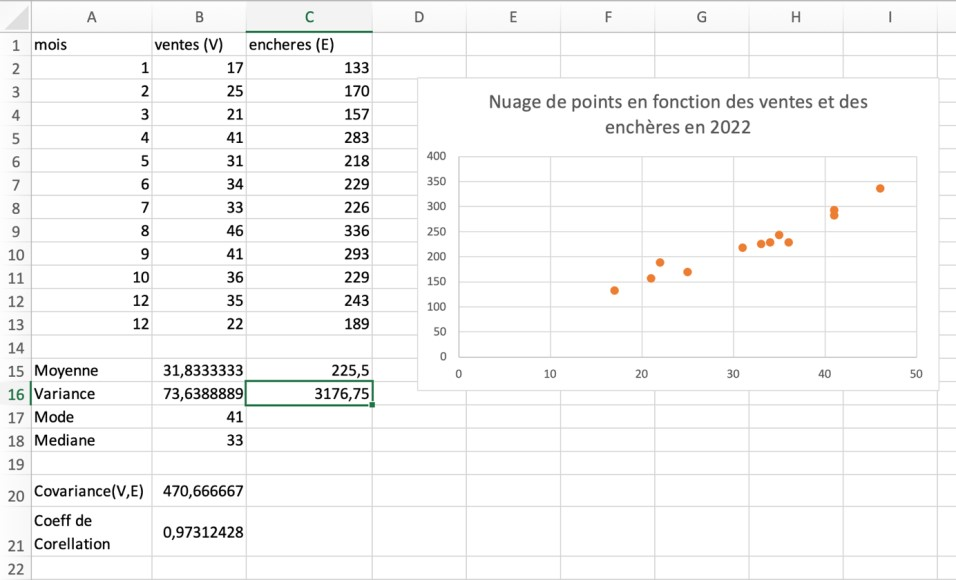 A B C D E F G H I
1 mois ventes (V) encheres (E)
2 1 17 133
3 2 25 170
4 3 21 157
5 4 41 283
6 5 31 218
7 6 34 229
8 7 33 226
9 8 46 336
10 9 41 293
11 10 36 229
12 12 35 243
13 12 22 189
14
15 Moyenne 31,8333333 225,5
16 Variance 73,6388889 3176,75
17 Mode 41
18 Mediane 33
19
20 Covariance(V,E) 470,666667
Coeff de
21 Corellation 0,97312428
22
Nuage de points en fonction des ventes et des
enchères en 2022
400
350
300
250
200
150
100
50
0
0 10 20 30 40 50